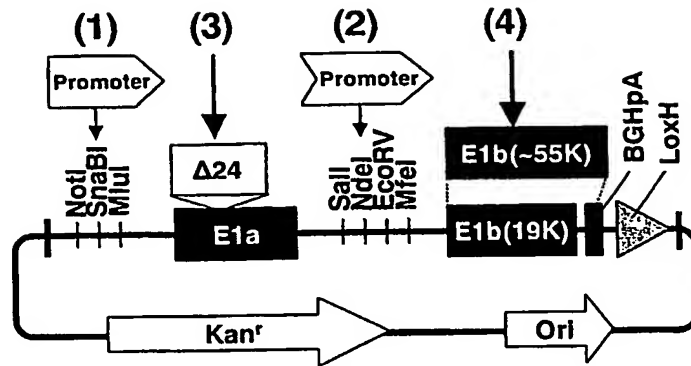 (1)
(3)
(2)
(4)
Promoter
Promoter
Δ24
E1b(~55K)
BGHpA
LoxH
NotI
SnaBI
MluI
SalI
NdeI
EcoRV
MfeI
E1a
E1b(19K)
Kanʳ
Ori